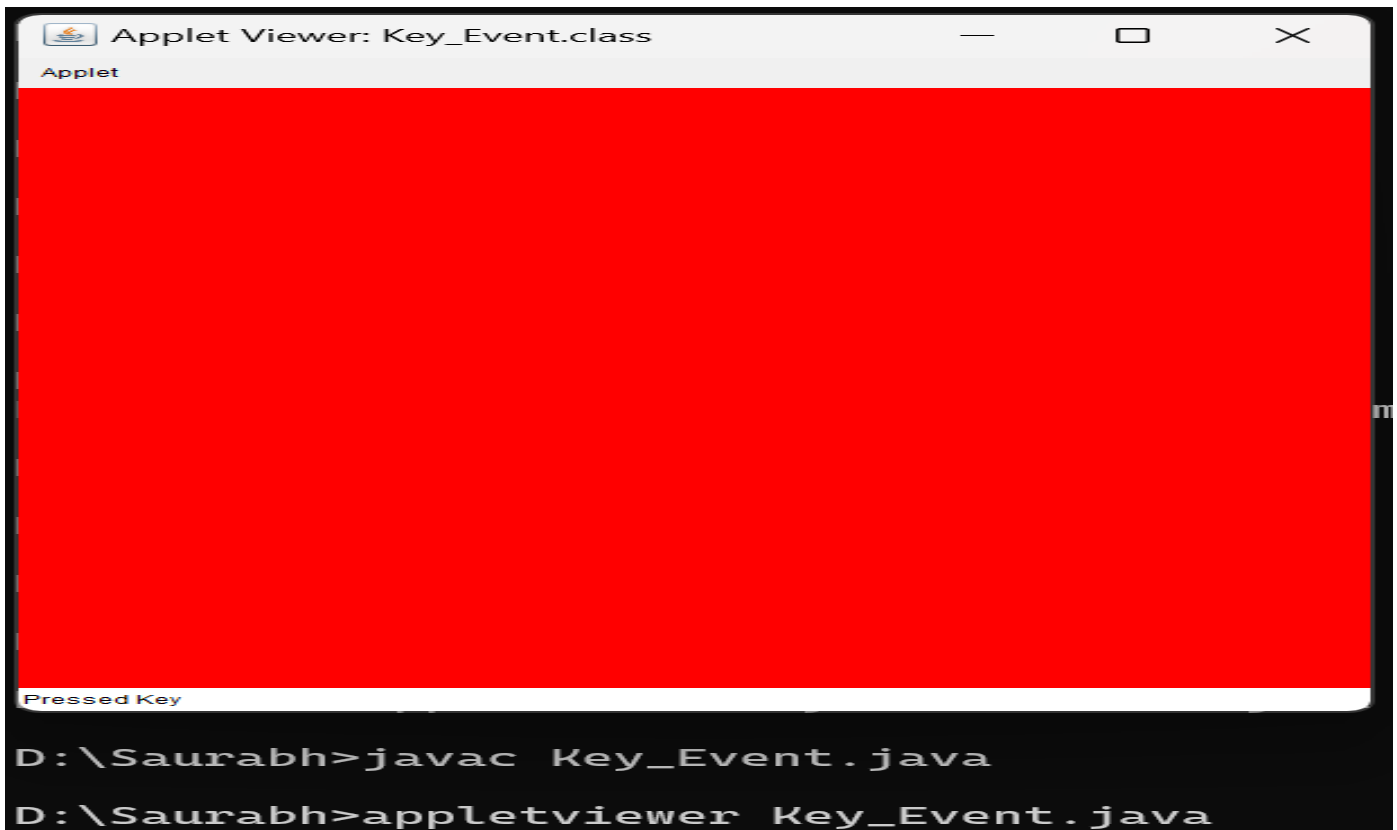 Applet Viewer: Key_Event.class
Applet
m
Pressed Key
D:\Saurabh>javac Key_Event.java
D:\Saurabh>appletviewer Key_Event.java